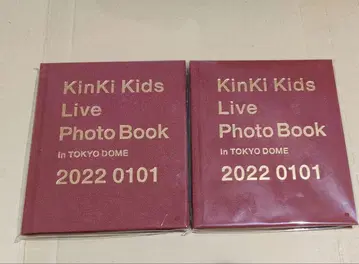 KinKi Kids
Live
Photo Book
in TOKYO DOME
2022 0101
KinKi Kids
Live
Photo Book
in TOKYO DOME
2022 0101